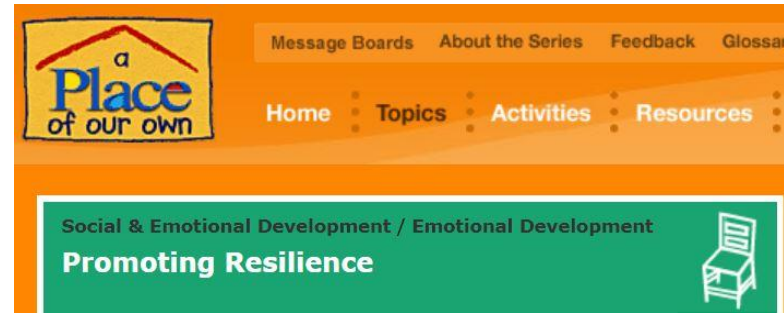 a
Place
of our own
Message Boards About the Series Feedback
Home Topics Activities Resources
Social & Emotional Development / Emotional Development
Promoting Resilience